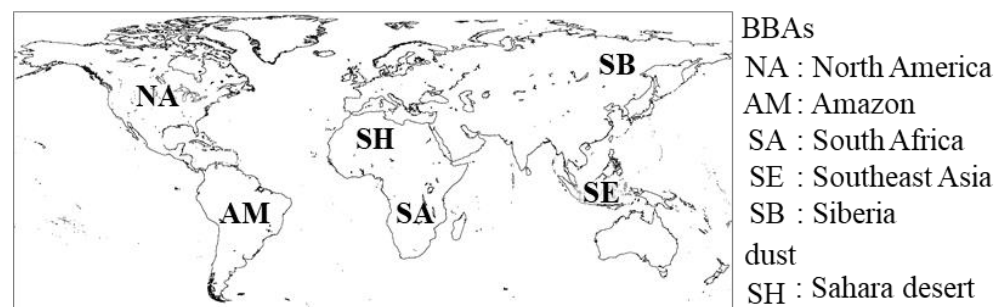 BBAs
NA : North America
AM : Amazon
SA : South Africa
SE : Southeast Asia
SB : Siberia
dust
SH : Sahara desert
SB
NA
SH
SE
AM
SA